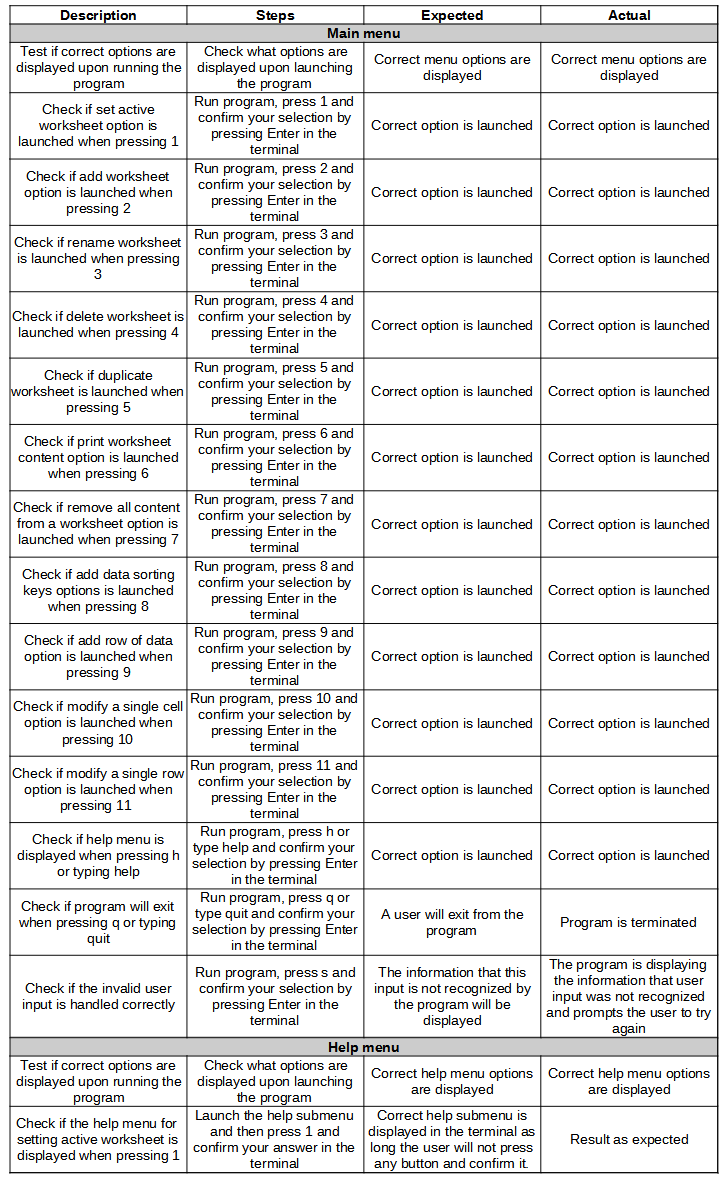 Description Steps Expected Actual
Main menu
Test if correct options are
displayed upon running the
program
Check what options are
displayed upon launching
the program
Correct menu options are
displayed
Correct menu options are
displayed
Check if set active
worksheet option is
launched when pressing 1
Run program, press 1 and
confirm your selection by
pressing Enter in the
terminal
Correct option is launched
Correct option is launched
Check if add worksheet
option is launched when
pressing 2
Run program, press 2 and
confirm your selection by
pressing Enter in the
terminal
Correct option is launched
Correct option is launched
Check if rename worksheet
is launched when pressing
3
Run program, press 3 and
confirm your selection by
pressing Enter in the
terminal
Correct option is launched
Correct option is launched
Check if delete worksheet is
launched when pressing 4
Run program, press 4 and
confirm your selection by
pressing Enter in the
terminal
Correct option is launched
Correct option is launched
Check if duplicate
worksheet is launched when
pressing 5
Run program, press 5 and
confirm your selection by
pressing Enter in the
terminal
Correct option is launched
Correct option is launched
Check if print worksheet
content option is launched
when pressing 6
Run program, press 6 and
confirm your selection by
pressing Enter in the
terminal
Correct option is launched
Correct option is launched
Check if remove all content
from a worksheet option is
launched when pressing 7
Run program, press 7 and
confirm your selection by
pressing Enter in the
terminal
Correct option is launched
Correct option is launched
Check if add data sorting
keys options is launched
when pressing 8
Run program, press 8 and
confirm your selection by
pressing Enter in the
terminal
Correct option is launched
Correct option is launched
Check if add row of data
option is launched when
pressing 9
Run program, press 9 and
confirm your selection by
pressing Enter in the
terminal
Correct option is launched
Correct option is launched
Check if modify a single cell
option is launched when
pressing 10
Run program, press 10 and
confirm your selection by
pressing Enter in the
terminal
Correct option is launched
Correct option is launched
Check if modify a single row
option is launched when
pressing 11
Run program, press 11 and
confirm your selection by
pressing Enter in the
terminal
Correct option is launched
Correct option is launched
Check if help menu is
displayed when pressing h
or typing help
Run program, press h or
type help and confirm your
selection by pressing Enter
in the terminal
Correct option is launched
Correct option is launched
Check if program will exit
when pressing q or typing
quit
Run program, press q or
type quit and confirm your
selection by pressing Enter
in the terminal
A user will exit from the
program
Program is terminated
Check if the invalid user
input is handled correctly
Run program, press s and
confirm your selection by
pressing Enter in the
terminal
The information that this
input is not recognized by
the program will be
displayed
The program is displaying
the information that user
input was not recognized
and prompts the user to try
again
Help menu
Test if correct options are
displayed upon running the
program
Check what options are
displayed upon launching
the program
Correct help menu options
are displayed
Correct help menu options
are displayed
Check if the help menu for
setting active worksheet is
displayed when pressing 1
Launch the help submenu
and then press 1 and
confirm your answer in the
terminal
Correct help submenu is
displayed in the terminal as
long the user will not press
any button and confirm it.
Result as expected